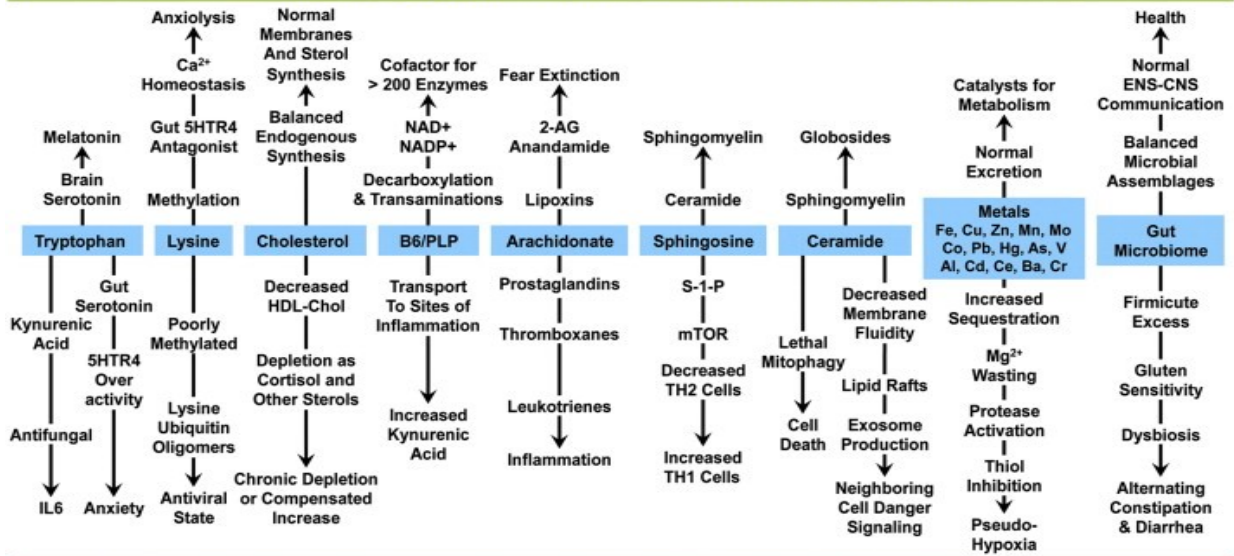 Melatonin
Brain
Serotonin
Tryptophan
Kynurenic
Acid
Antifungal
IL6
Gut
Serotonin
5HTR4
Over
activity
Anxiety
Anxiolysis
Ca²⁺
Homeostasis
Gut 5HTR4
Antagonist
Methylation
Lysine
Poorly
Methylated
Lysine
Ubiquitin
Oligomers
Antiviral
State
Normal
Membranes
And Sterol
Synthesis
Balanced
Endogenous
Synthesis
Cholesterol
Decreased
HDL-Chol
Depletion as
Cortisol and
Other Sterols
Chronic Depletion
or Compensated
Increase
Cofactor for
> 200 Enzymes
NAD+
NADP+
Decarboxylation
& Transaminations
B6/PLP
Transport
To Sites of
Inflammation
Increased
Kynurenic
Acid
Fear Extinction
2-AG
Anandamide
Lipoxins
Arachidonate
Prostaglandins
Thromboxanes
Leukotrienes
Inflammation
Sphingomyelin
Ceramide
Sphingosine
S-1-P
mTOR
Decreased
TH2 Cells
Increased
TH1 Cells
Globosides
Sphingomyelin
Ceramide
Lethal
Mitophagy
Cell
Death
Decreased
Membrane
Fluidity
Lipid Rafts
Exosome
Production
Neighboring
Cell Danger
Signaling
Catalysts for
Metabolism
Normal
Excretion
Metals
Fe, Cu, Zn, Mn, Mo
Co, Pb, Hg, As, V
Al, Cd, Ce, Ba, Cr
Increased
Sequestration
Mg²⁺
Wasting
Protease
Activation
Thiol
Inhibition
Pseudo-
Hypoxia
Health
Normal
ENS-CNS
Communication
Balanced
Microbial
Assemblages
Gut
Microbiome
Firmicute
Excess
Gluten
Sensitivity
Dysbiosis
Alternating
Constipation
& Diarrhea